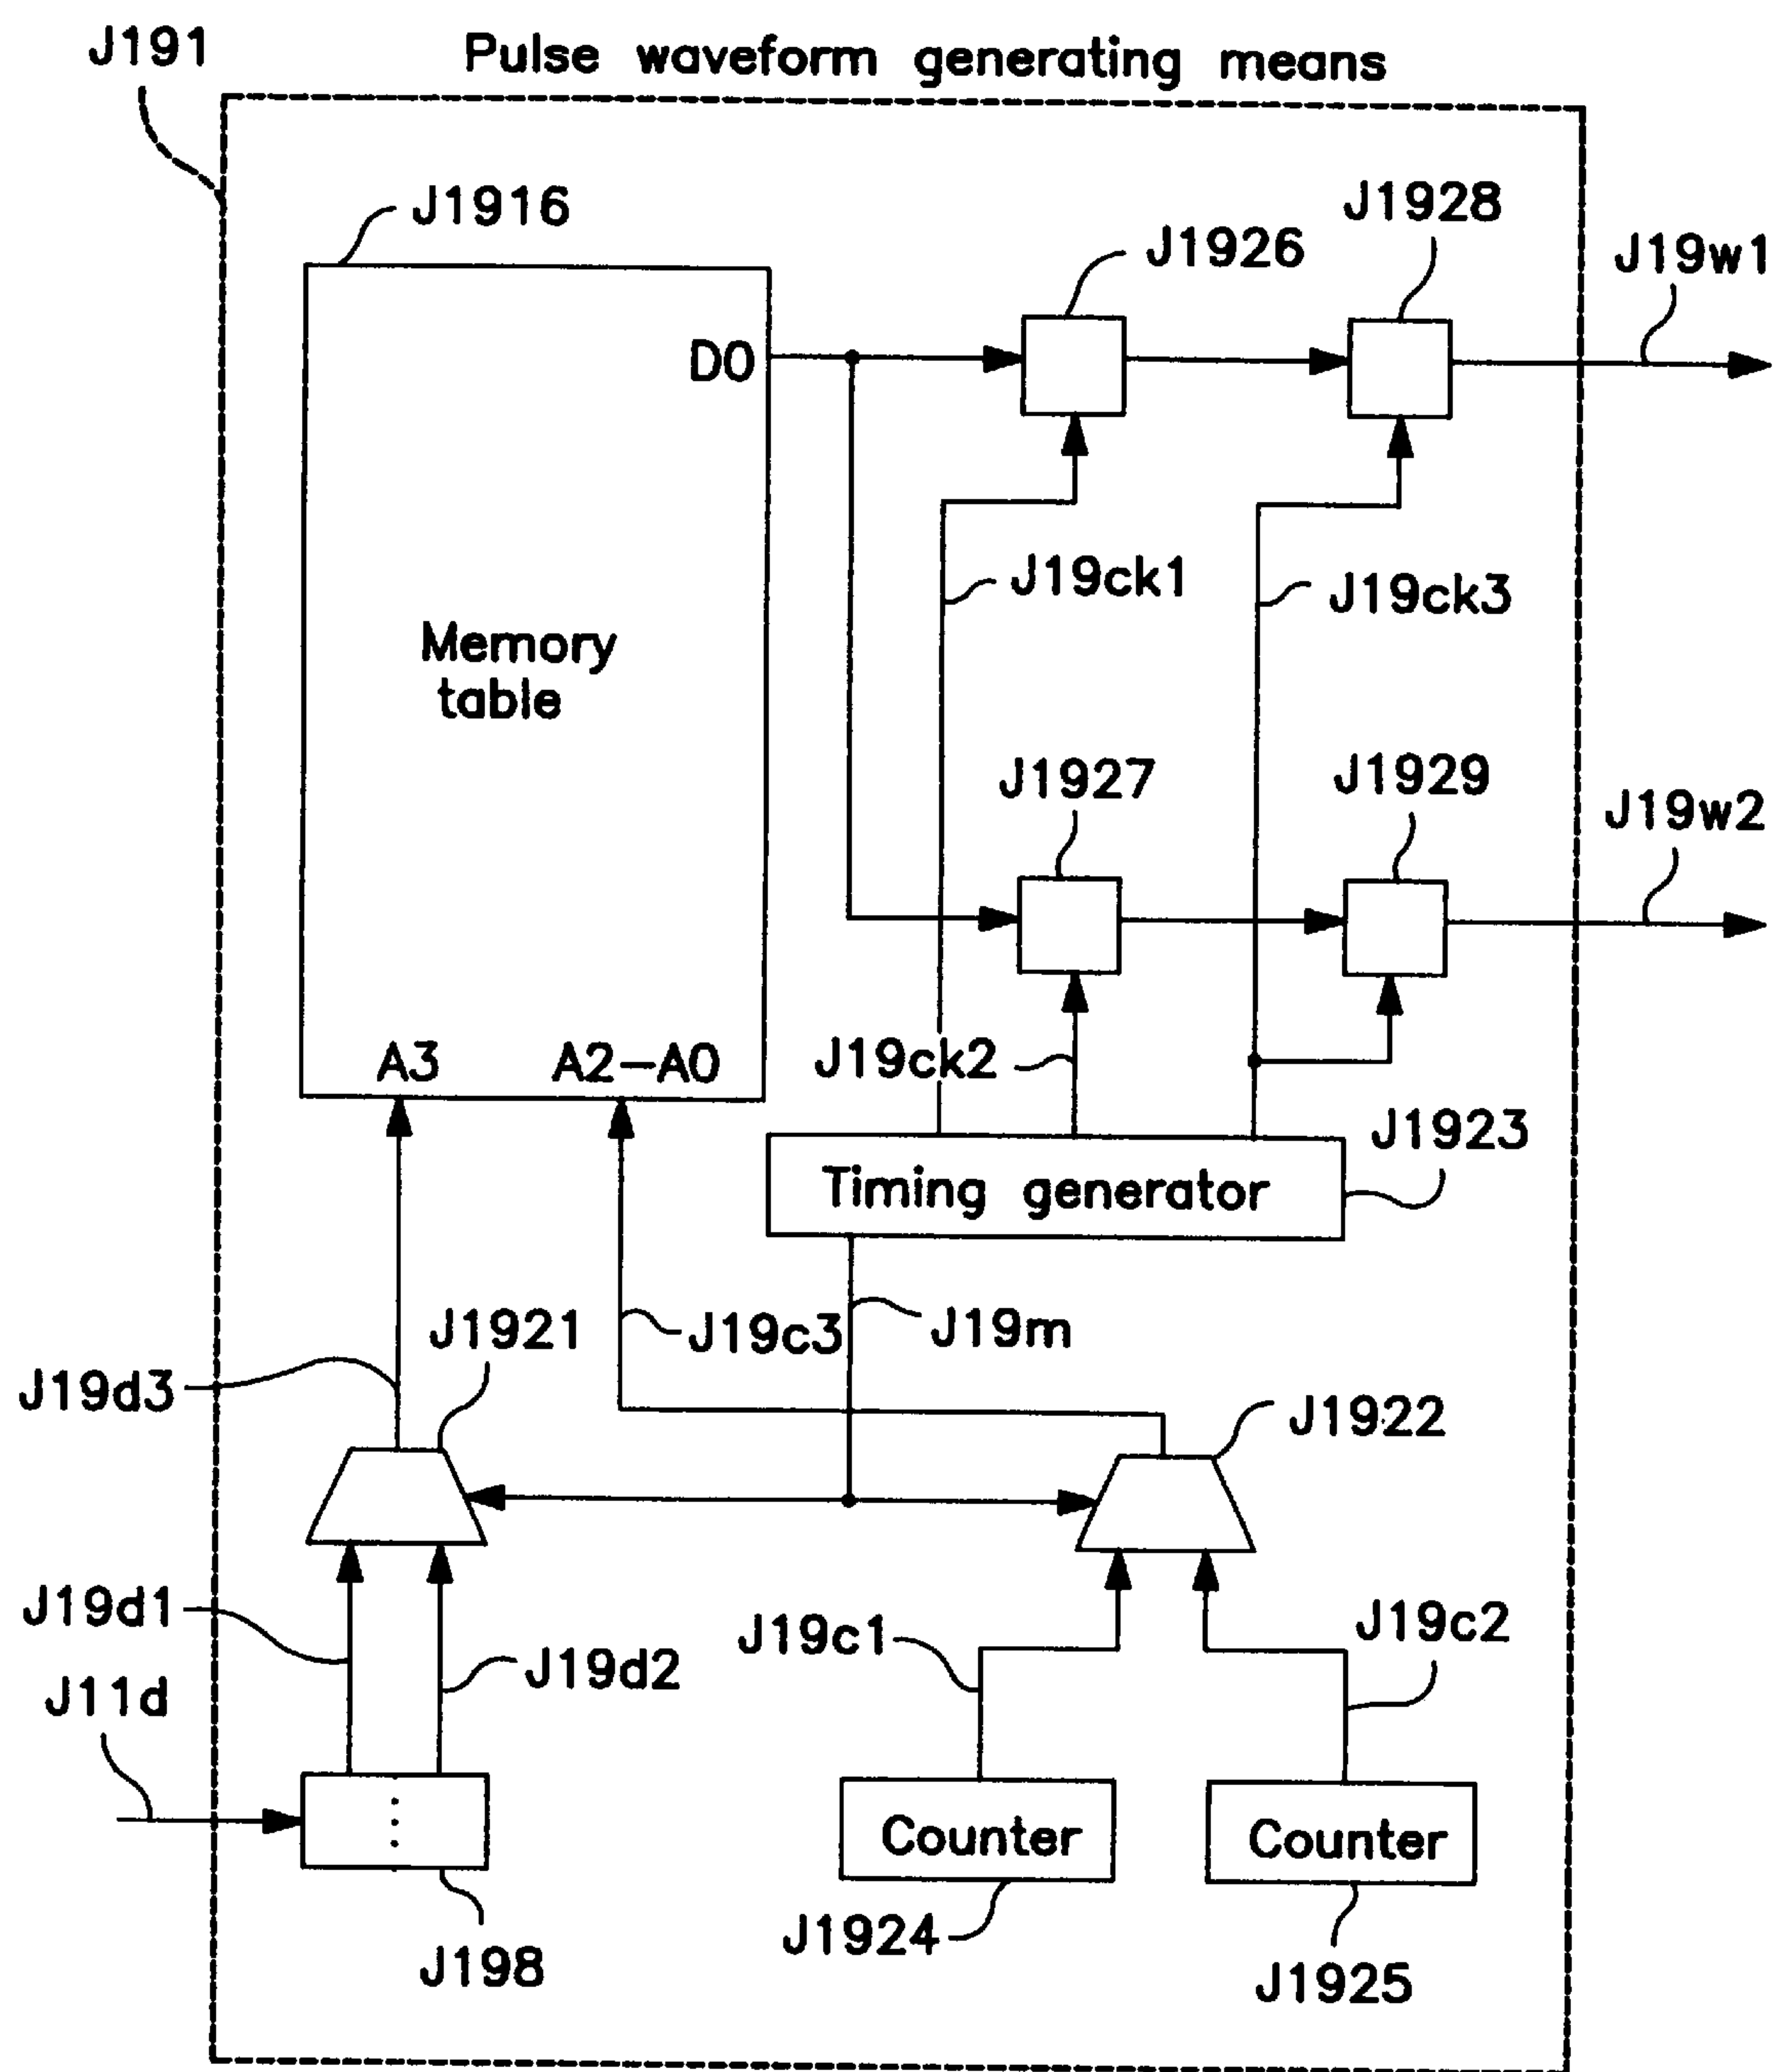 J191
Pulse waveform generating means
J1916
J1926
J1928
J19w1
D0
J19ck1
J19ck3
Memory
table
J1927
J1929
J19w2
A3
A2-A0
J19ck2
J1923
Timing generator
J19d3
J1921
J19c3
J19m
J1922
J19d1
J19d2
J19c1
J19c2
J11d
Counter
Counter
J198
J1924
J1925